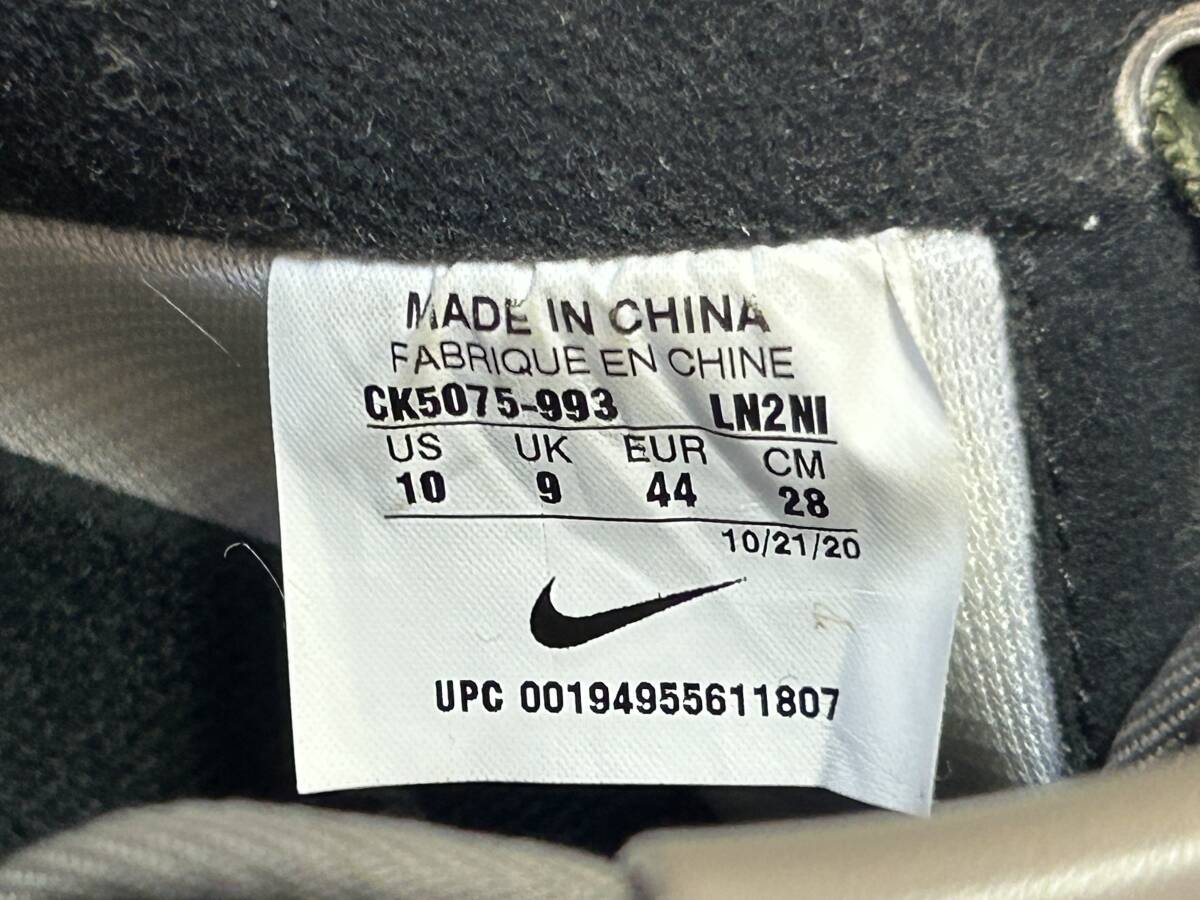 MADE IN CHINA
FABRIQUE EN CHINE
CK5075-993 LN2NI
US UK EUR CM
10 9 44 28
10/21/20
UPC 00194955611807